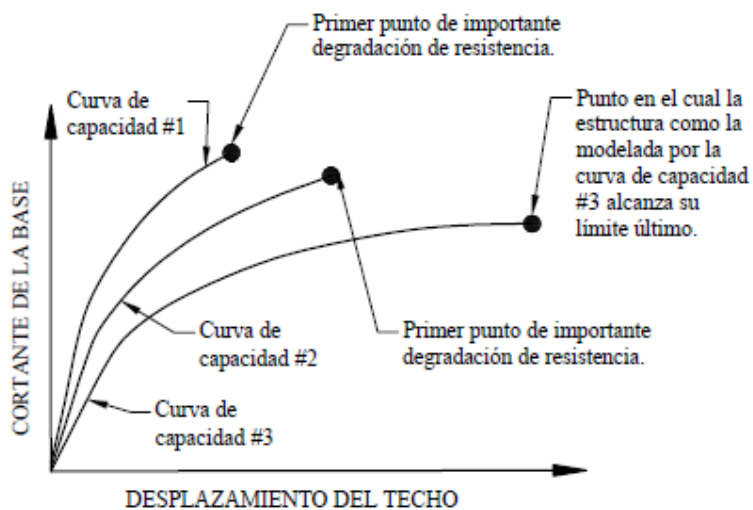 Primer punto de importante
degradación de resistencia.
Curva de
capacidad #1
Punto en el cual la
estructura como la
modelada por la
curva de capacidad
#3 alcanza su
límite último.
CORTANTE DE LA BASE
Curva de
capacidad #2
Primer punto de importante
degradación de resistencia.
Curva de
capacidad #3
DESPLAZAMIENTO DEL TECHO